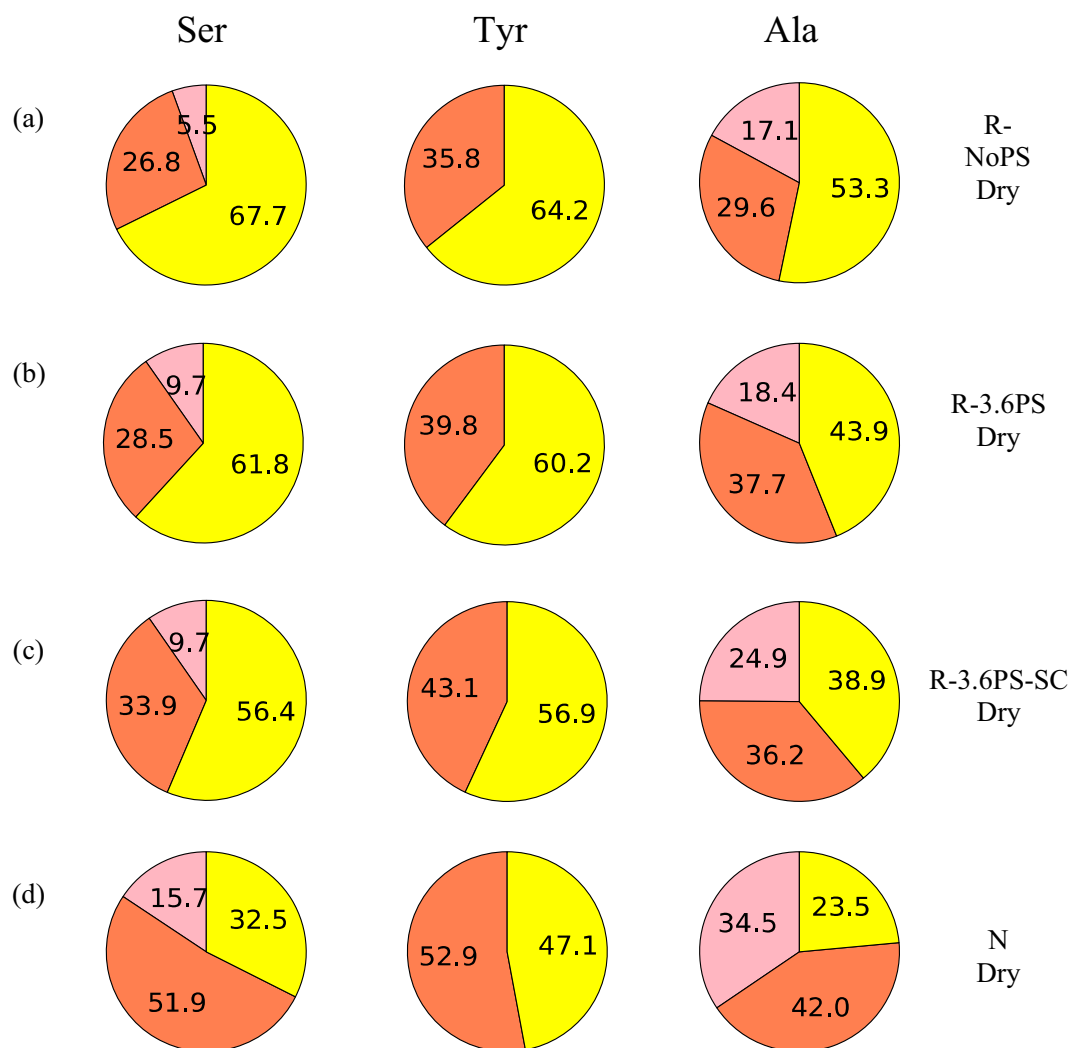 Ser Tyr Ala
(a)
5.5
26.8
67.7
35.8
64.2
17.1
29.6
53.3
R-
NoPS
Dry
(b)
9.7
28.5
61.8
39.8
60.2
18.4
37.7
43.9
R-3.6PS
Dry
(c)
9.7
33.9
56.4
43.1
56.9
24.9
36.2
38.9
R-3.6PS-SC
Dry
(d)
15.7
51.9
32.5
52.9
47.1
34.5
42.0
23.5
N
Dry